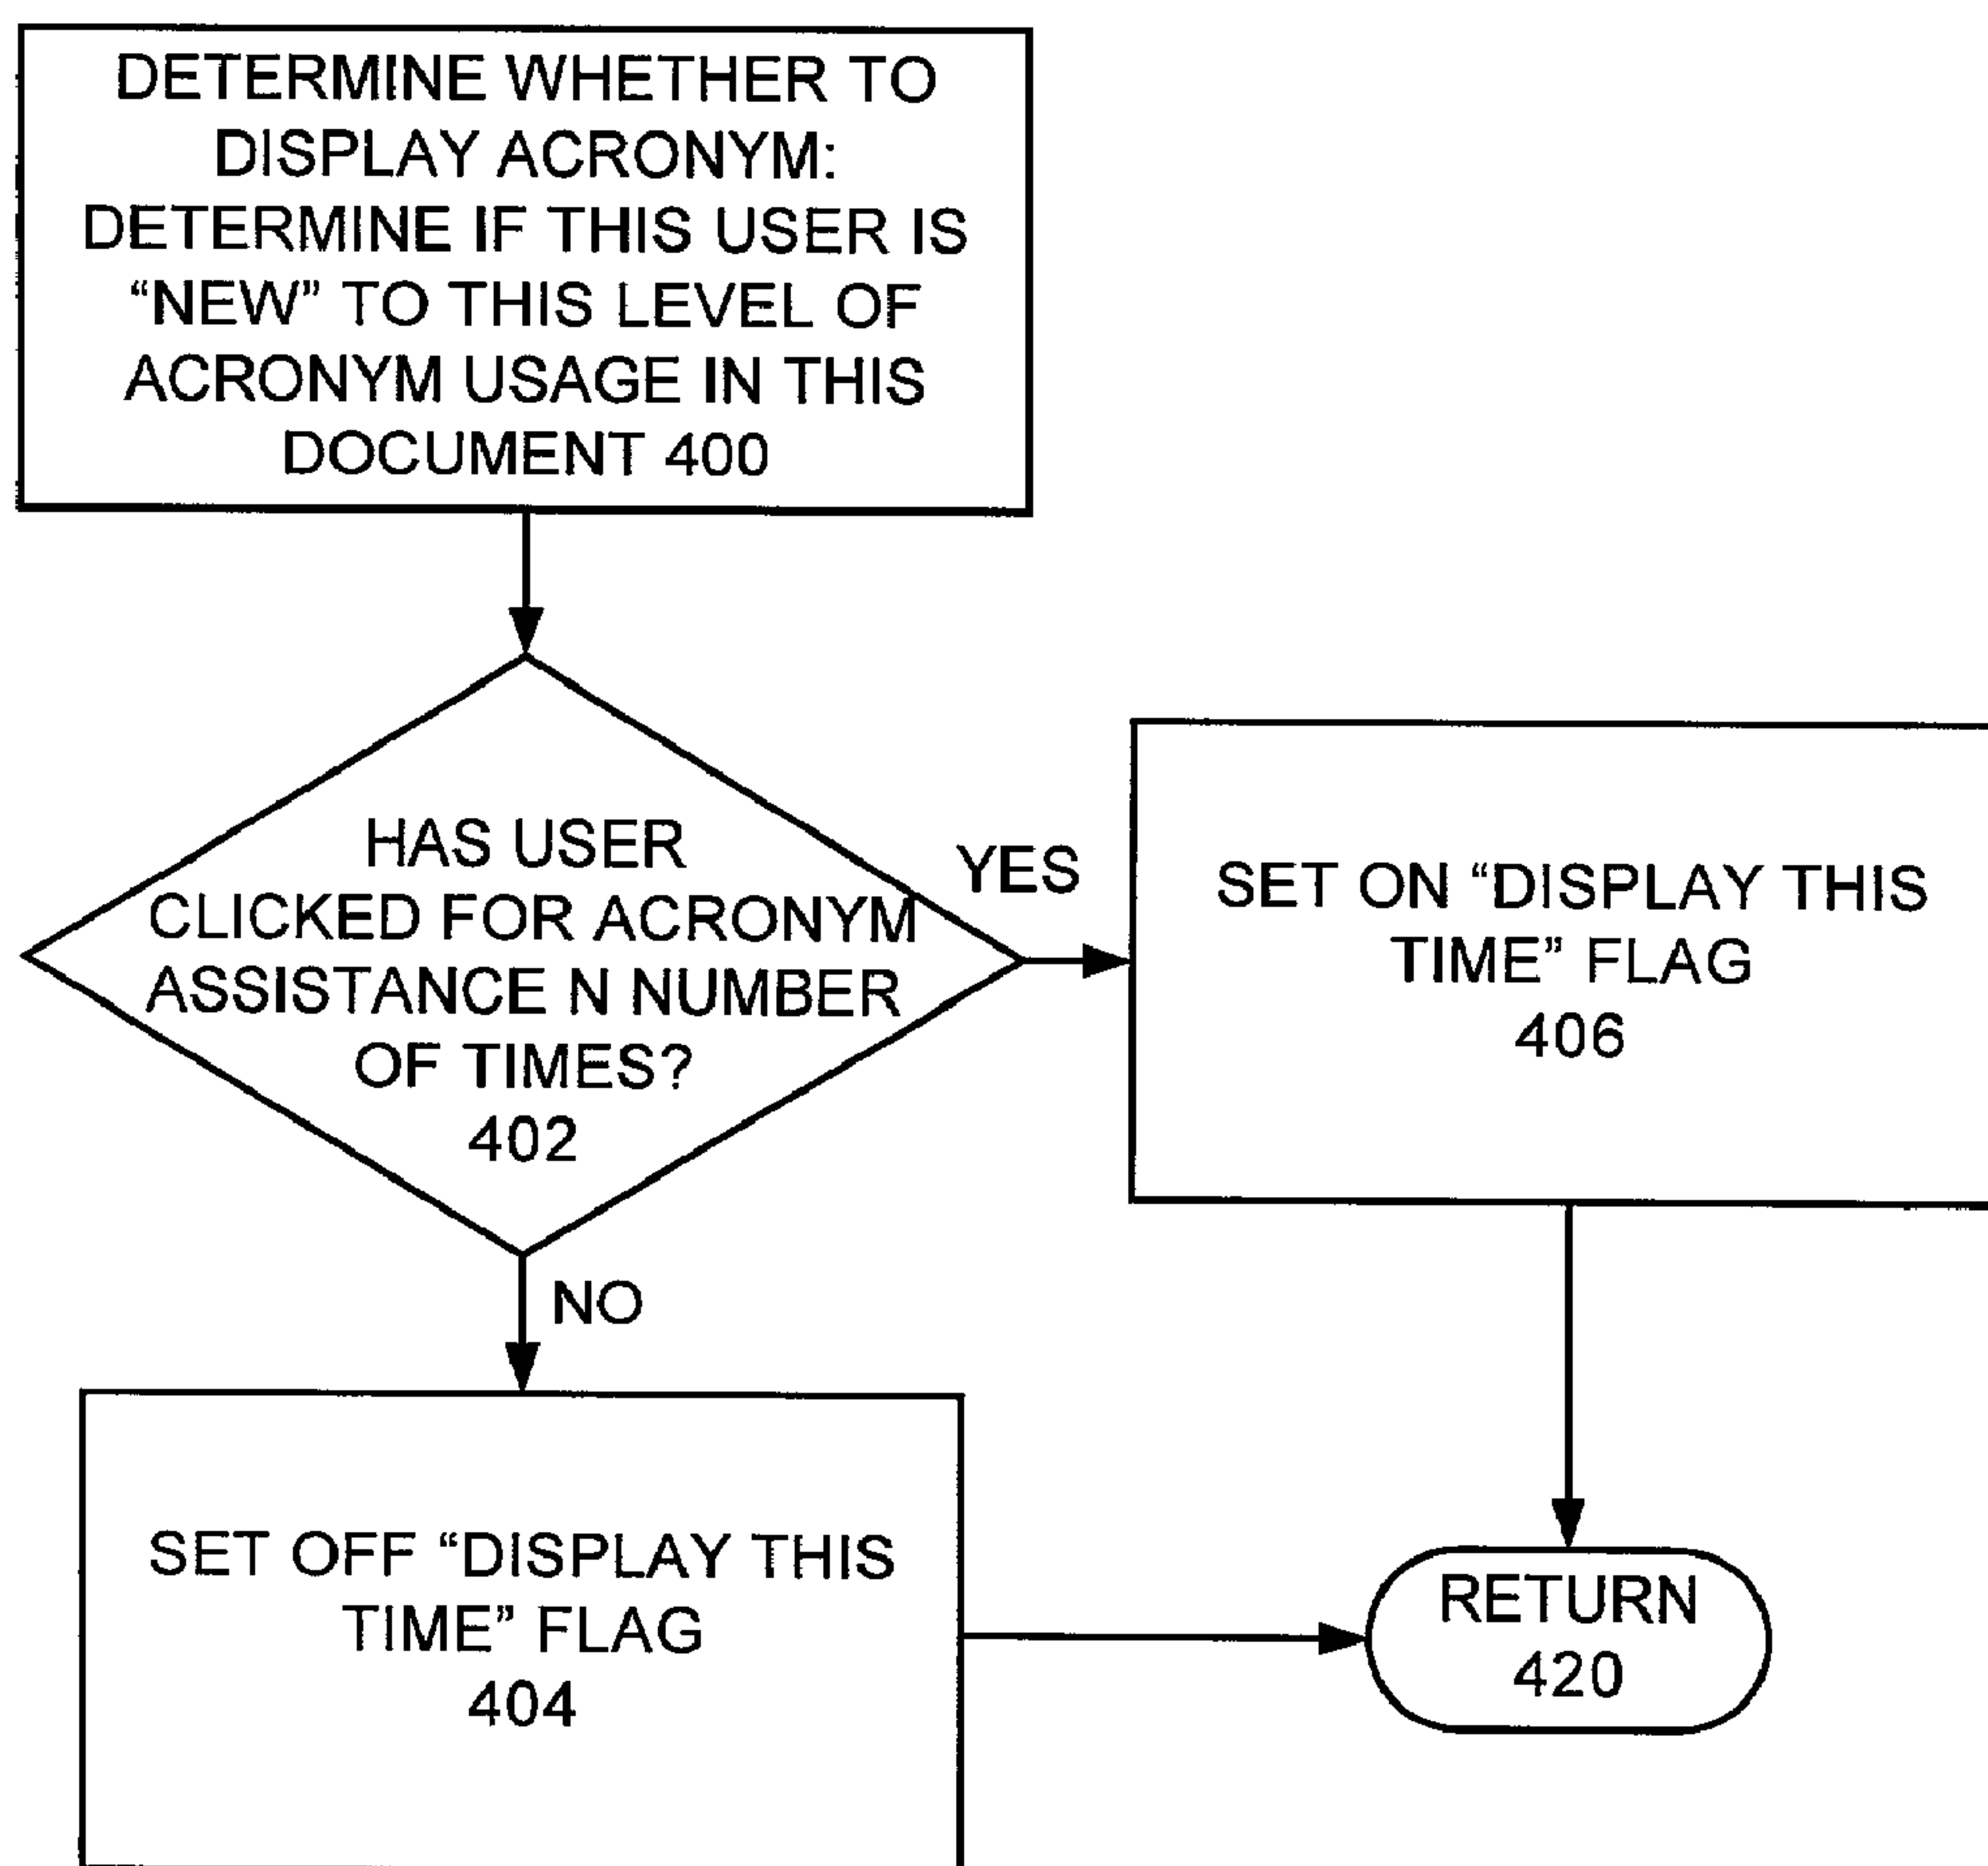 DETERMINE WHETHER TO
DISPLAY ACRONYM:
DETERMINE IF THIS USER IS
“NEW” TO THIS LEVEL OF
ACRONYM USAGE IN THIS
DOCUMENT 400
HAS USER
CLICKED FOR ACRONYM
ASSISTANCE N NUMBER
OF TIMES?
402
YES
SET ON “DISPLAY THIS
TIME” FLAG
406
NO
SET OFF “DISPLAY THIS
TIME” FLAG
404
RETURN
420